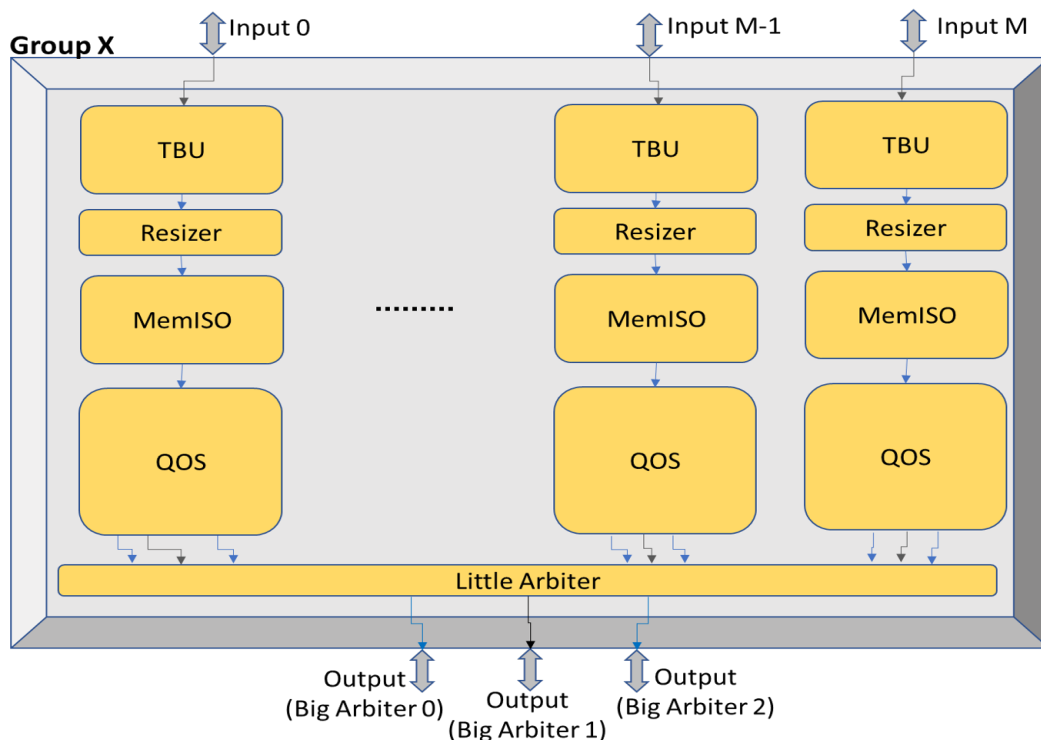 Group X
Input 0
Input M-1
Input M
TBU
TBU
TBU
Resizer
Resizer
Resizer
MemISO
MemISO
MemISO
QOS
QOS
QOS
Little Arbiter
Output
(Big Arbiter 0)
Output
(Big Arbiter 1)
Output
(Big Arbiter 2)